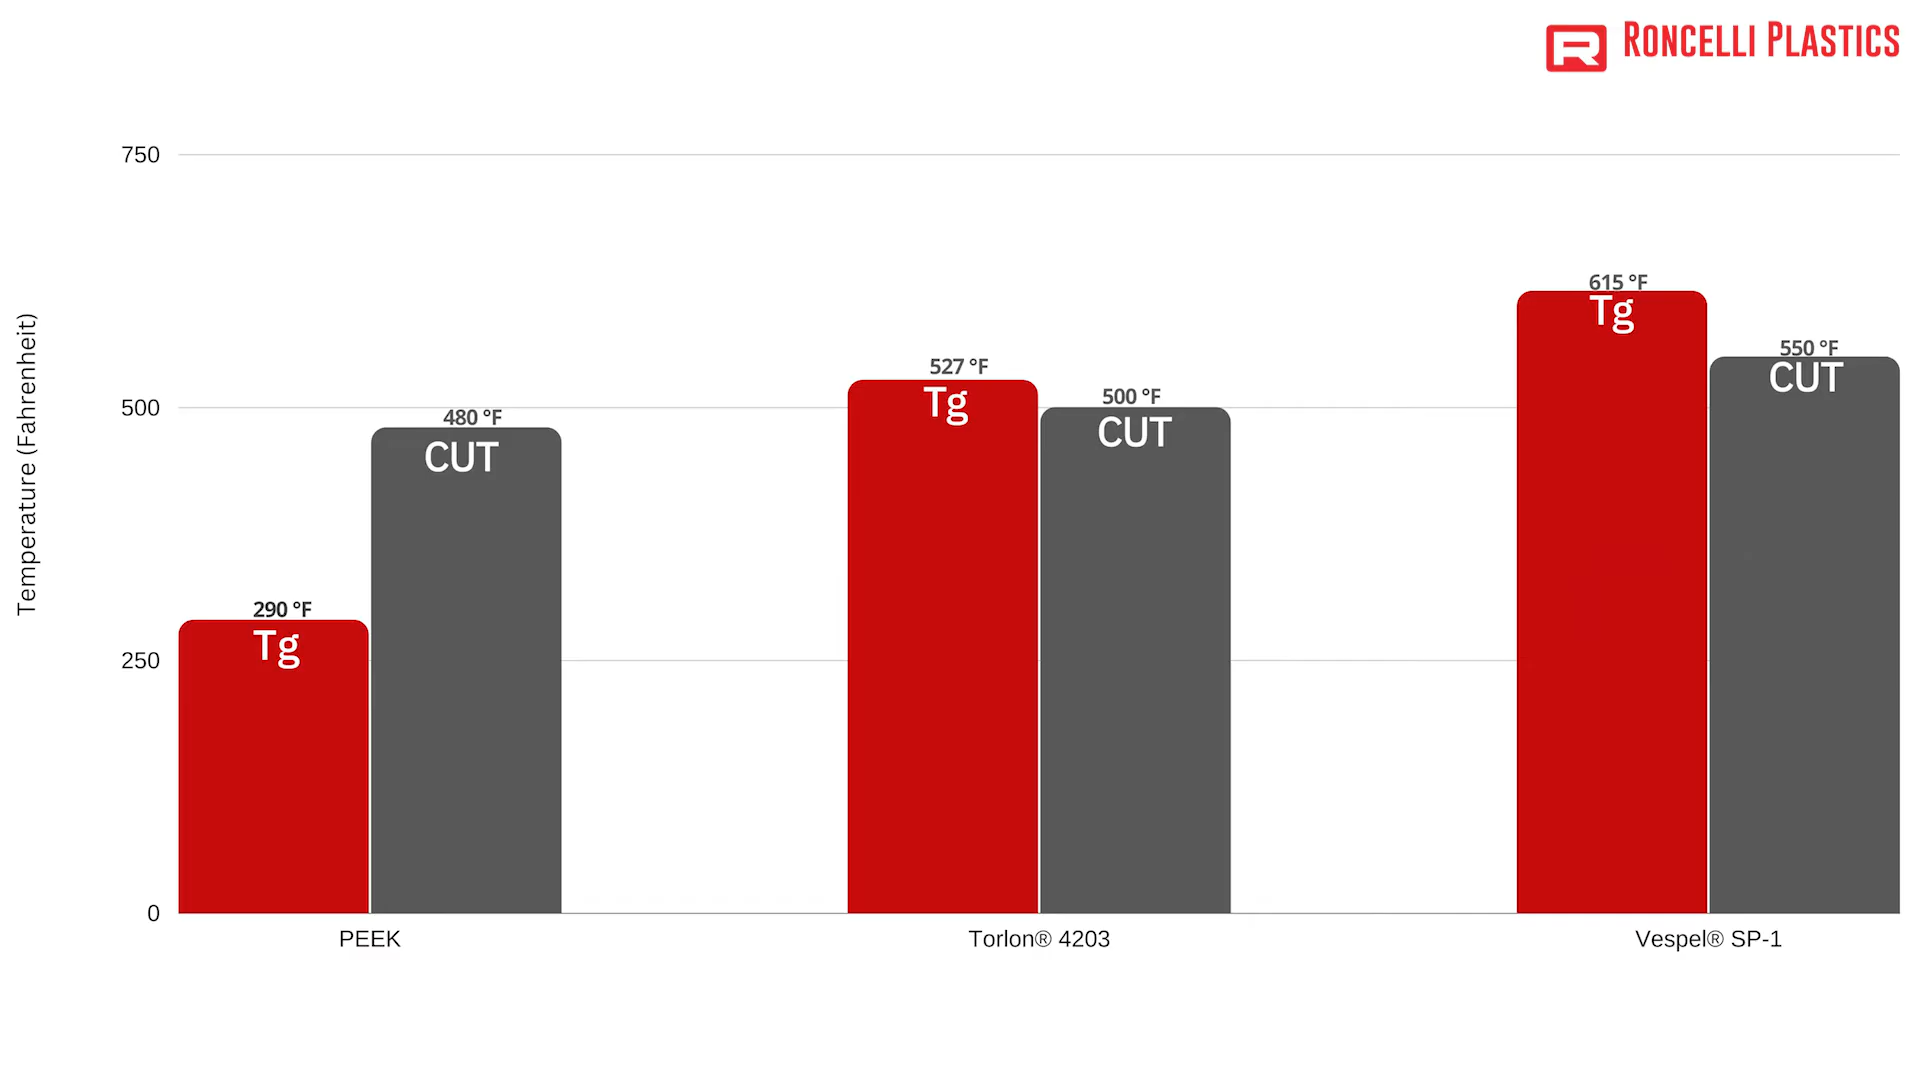 RONCELLI PLASTICS
750
615 °F
Tg
550 °F
CUT
527 °F
Tg
500 °F
CUT
500
480 °F
CUT
290 °F
Tg
250
0
Temperature (Fahrenheit)
PEEK
Torlon® 4203
Vespel® SP-1